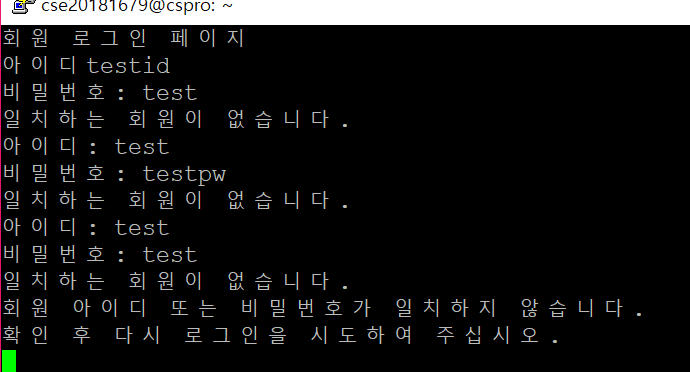 cse20181679@cspro: ~
회원 로그인 페이지
아이디testid
비밀번호: test
일치하는 회원이 없습니다.
아이디: test
비밀번호: testpw
일치하는 회원이 없습니다.
아이디: test
비밀번호: test
일치하는 회원이 없습니다.
회원 아이디 또는 비밀번호가 일치하지 않습니다.
확인 후 다시 로그인을 시도하여 주십시오.